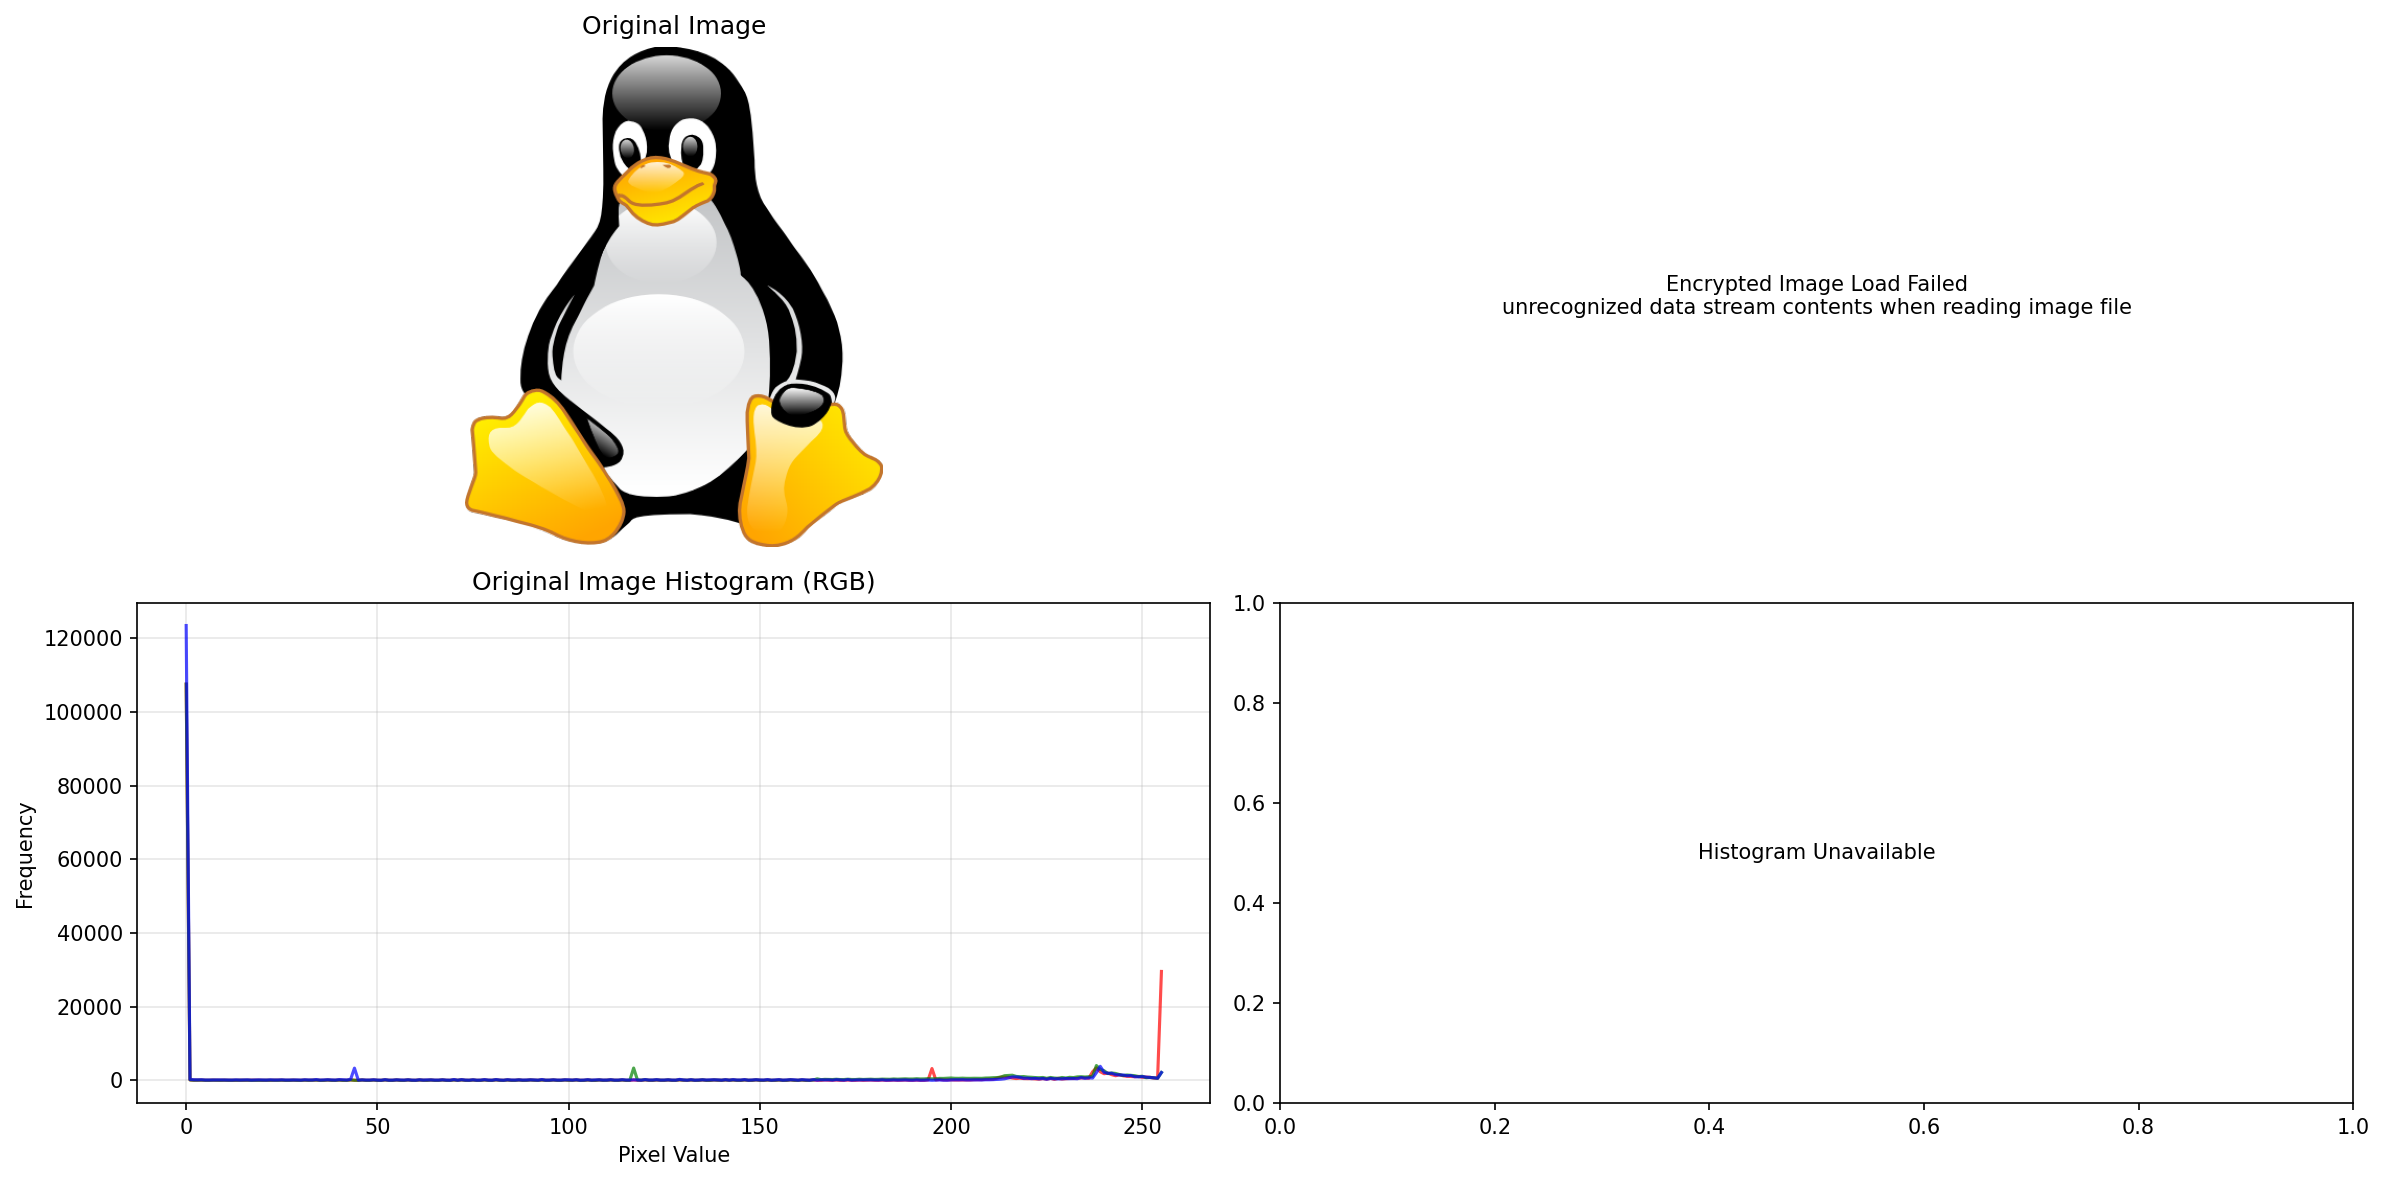 Original Image
Encrypted Image Load Failed
unrecognized data stream contents when reading image file
Original Image Histogram (RGB)
120000
100000
80000
60000
40000
20000
0
Frequency
0 50 100 150 200 250
Pixel Value
1.0
0.8
0.6
0.4
0.2
0.0
Histogram Unavailable
0.0 0.2 0.4 0.6 0.8 1.0